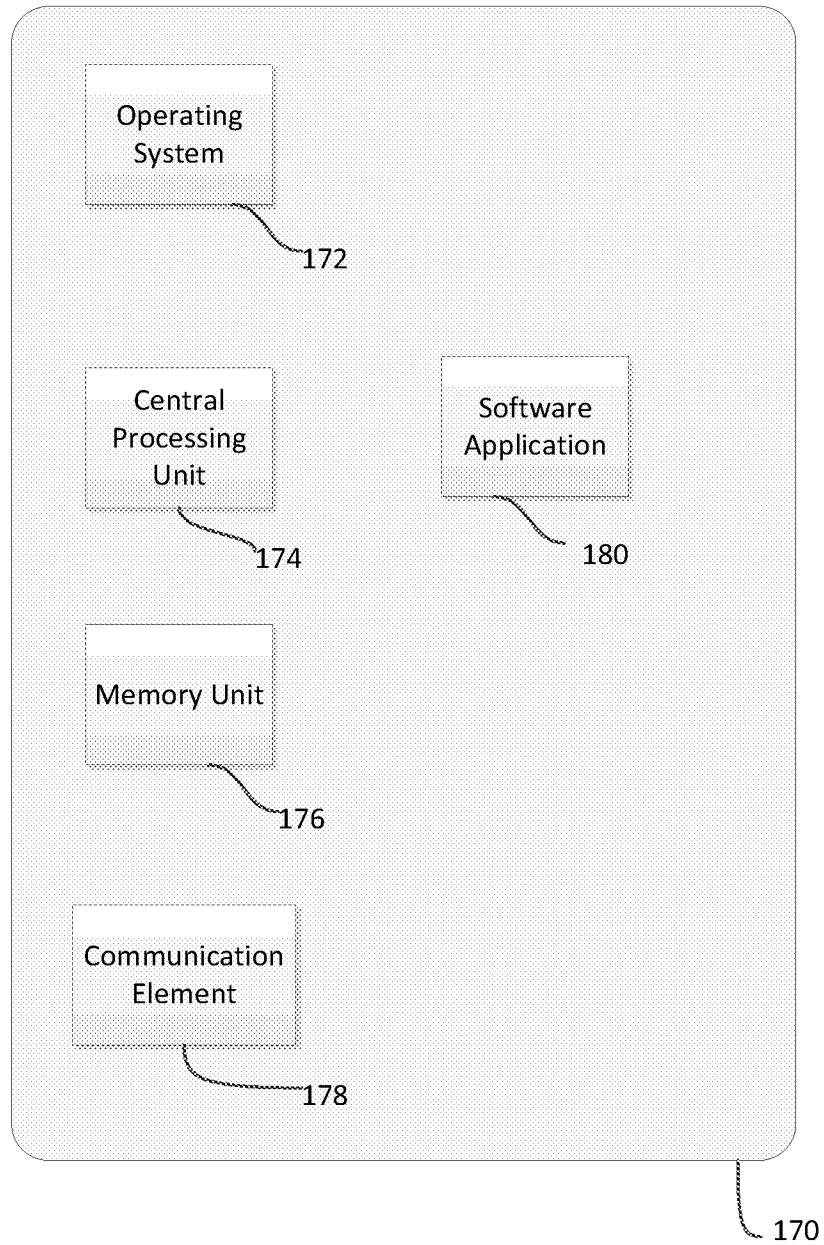 Operating
System
172
Central
Processing
Unit
174
Software
Application
180
Memory Unit
176
Communication
Element
178
170